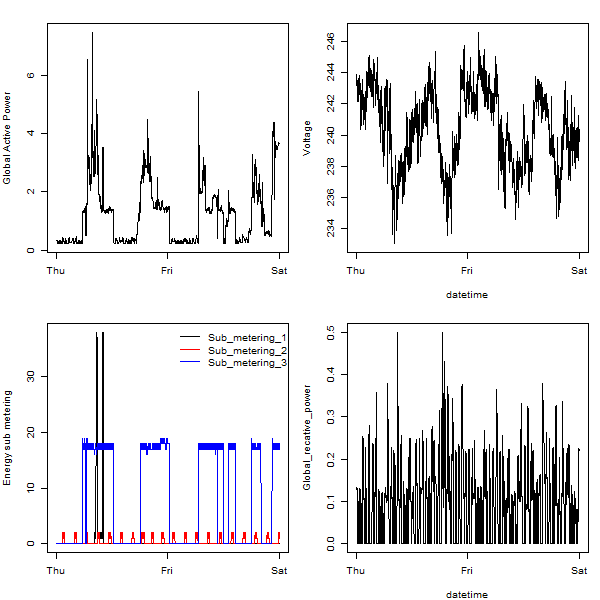 Global Active Power
0 2 4 6
Thu Fri Sat
Voltage
234 236 238 240 242 244 246
Thu Fri Sat
datetime
Energy sub metering
0 10 20 30
Sub_metering_1
Sub_metering_2
Sub_metering_3
Thu Fri Sat
Global_recative_power
0.0 0.1 0.2 0.3 0.4 0.5
Thu Fri Sat
datetime